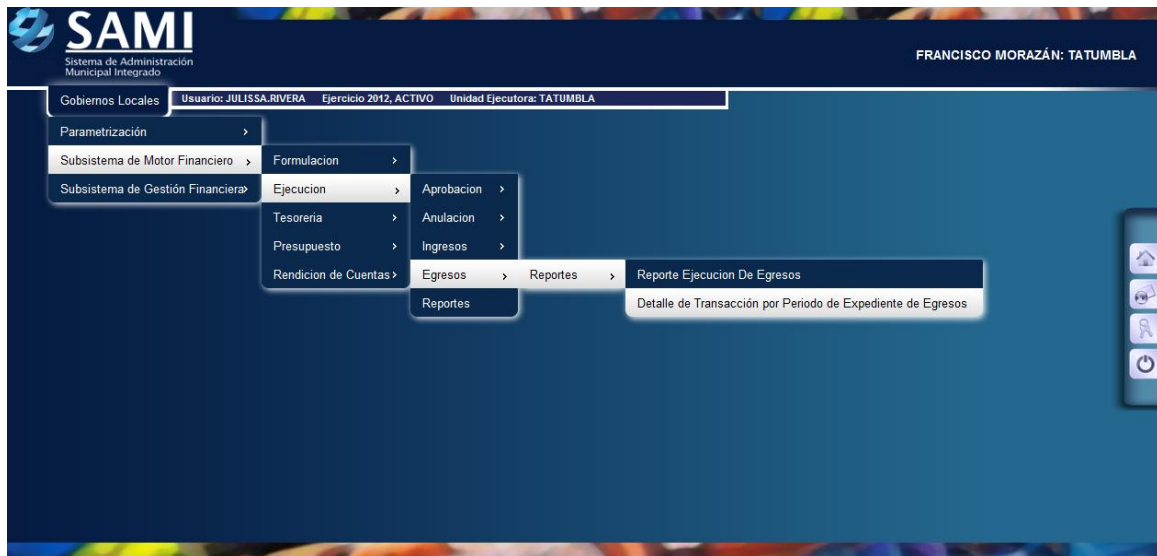 SAMI
Sistema de Administración
Municipal Integrado
FRANCISCO MORAZÁN: TATUMBLA
Gobiernos Locales
Usuario: JULISSA.RIVERA Ejercicio 2012, ACTIVO Unidad Ejecutora: TATUMBLA
Parametrización >
Subsistema de Motor Financiero >
Subsistema de Gestión Financiera>
Formulacion >
Ejecucion >
Tesoreria >
Presupuesto >
Rendicion de Cuentas >
Aprobacion >
Anulacion >
Ingresos >
Egresos >
Reportes
Reportes >
Reporte Ejecucion De Egresos
Detalle de Transacción por Periodo de Expediente de Egresos